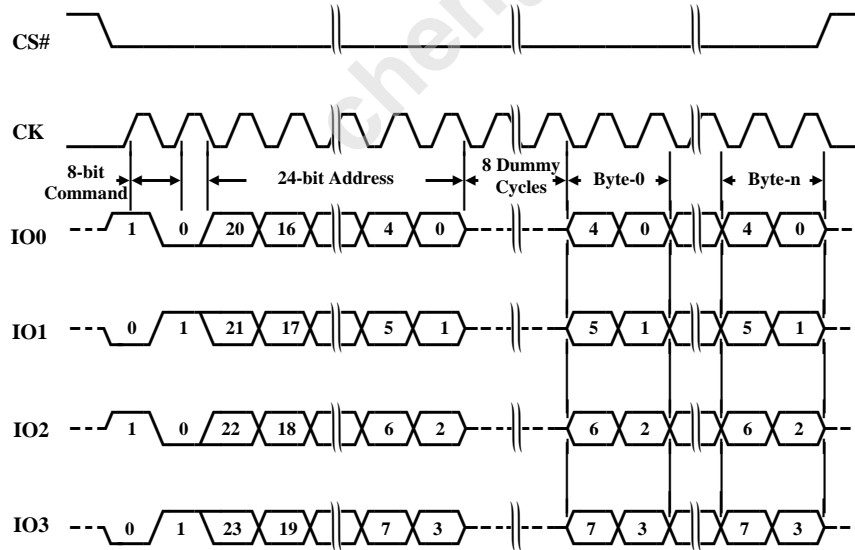 CS#
CK
8-bit
Command
24-bit Address
8 Dummy
Cycles
Byte-0
Byte-n
IO0 1 0 20 16 4 0 4 0 4 0
IO1 0 1 21 17 5 1 5 1 5 1
IO2 1 0 22 18 6 2 6 2 6 2
IO3 0 1 23 19 7 3 7 3 7 3